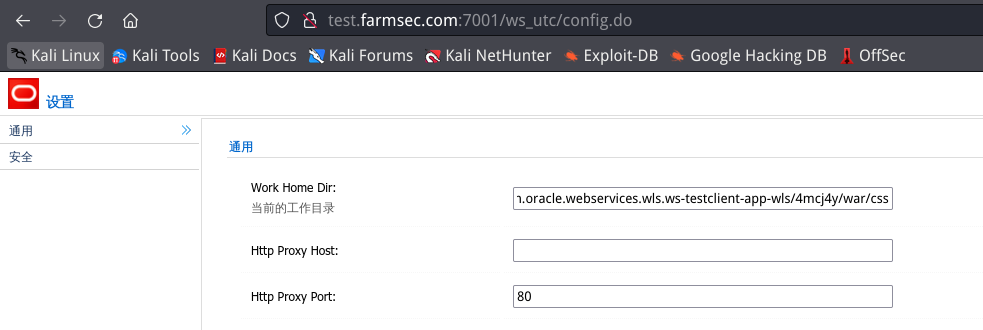 test.farmsec.com:7001/ws_utc/config.do
Kali Linux Kali Tools Kali Docs Kali Forums Kali NetHunter Exploit-DB Google Hacking DB OffSec
设置
通用
安全
通用
Work Home Dir:
当前的工作目录
n.oracle.webservices.wls.ws-testclient-app-wls/4mcj4y/war/css
Http Proxy Host:
Http Proxy Port:
80